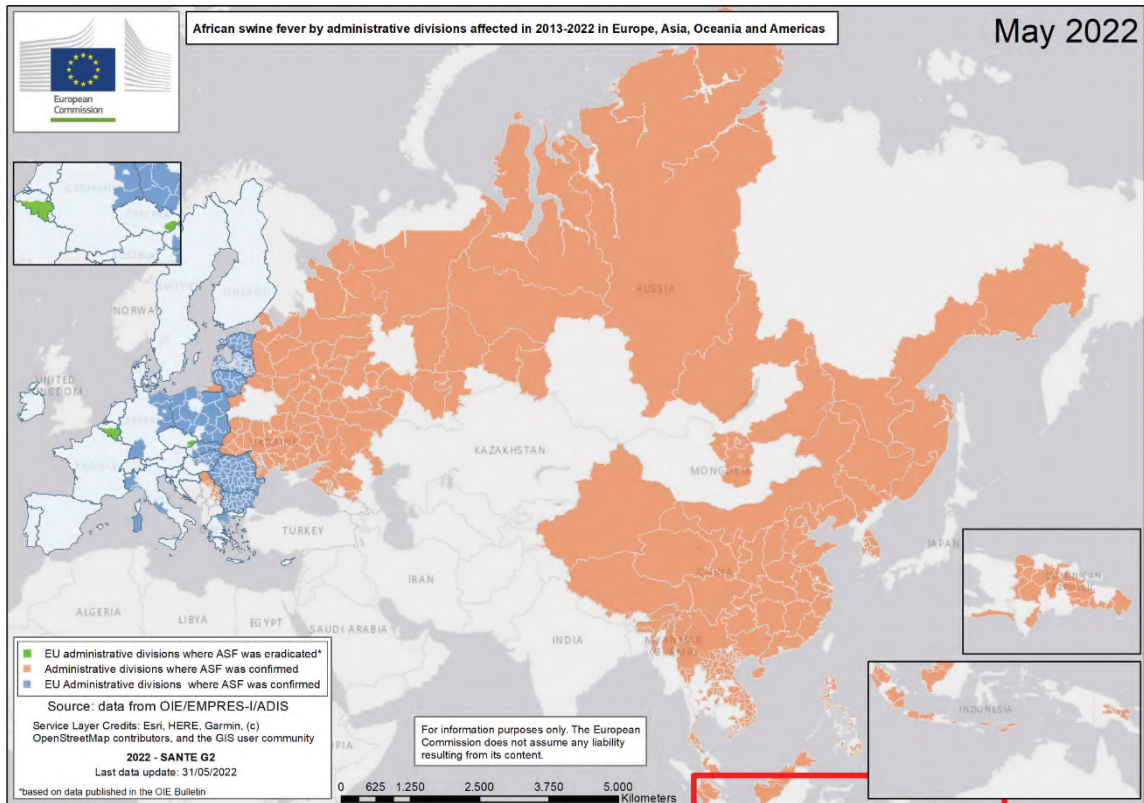 African swine fever by administrative divisions affected in 2013-2022 in Europe, Asia, Oceania and Americas
May 2022
European
Commission
SWEDEN
FINLAND
NORWAY
RUSSIA
UNITED
KINGDOM
UKRAINE
FRANCE
KAZAKHSTAN
MONGOLIA
TURKEY
JAPAN
CHINA
IRAN
ALGERIA
LIBYA
EGYPT
SAUDI ARABIA
INDIA
MYANMAR
(BURMA)
DOMINICAN
REPUBLIC
INDONESIA
EU administrative divisions where ASF was eradicated*
Administrative divisions where ASF was confirmed
EU Administrative divisions where ASF was confirmed
Source: data from OIE/EMPRES-I/ADIS
Service Layer Credits: Esri, HERE, Garmin, (c)
OpenStreetMap contributors, and the GIS user community
2022 - SANTE G2
Last data update: 31/05/2022
*based on data published in the OIE Bulletin
For information purposes only. The European
Commission does not assume any liability
resulting from its content.
0 625 1.250 2.500 3.750 5.000
Kilometers